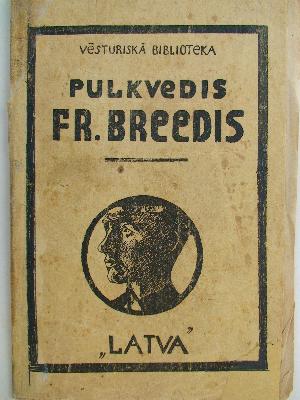 VĒSTURISKĀ BIBLIOTEKA
PULKVEDIS
FR. BREEDIS
„LATVA”